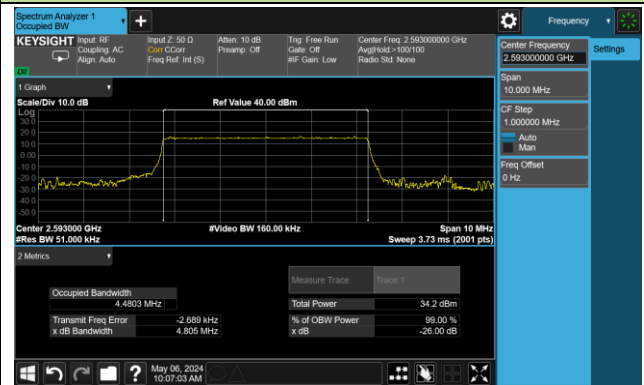 Spectrum Analyzer 1
Occupied BW
Frequency
KEYSIGHT
Input: RF
Coupling: AC
Align: Auto
Input Z: 50 Ω
Corr CCorr
Freq Ref: Int (S)
Atten: 10 dB
Preamp: Off
Trig: Free Run
Gate: Off
#IF Gain: Low
Center Freq: 2.593000000 GHz
Avg|Hold:>100/100
Radio Std: None
Center Frequency
2.593000000 GHz
Settings
Span
10.000 MHz
CF Step
1.000000 MHz
Auto
Man
Freq Offset
0 Hz
1 Graph
Scale/Div 10.0 dB
Ref Value 40.00 dBm
Log
30.0
20.0
10.0
0.00
-10.0
-20.0
-30.0
-40.0
-50.0
Center 2.593000 GHz
#Video BW 160.00 kHz
Span 10 MHz
#Res BW 51.000 kHz
Sweep 3.73 ms (2001 pts)
2 Metrics
Measure Trace
Trace 1
Occupied Bandwidth
4.4803 MHz
Total Power
34.2 dBm
Transmit Freq Error
-2.689 kHz
% of OBW Power
99.00 %
x dB Bandwidth
4.805 MHz
x dB
-26.00 dB
May 06, 2024
10:07:03 AM